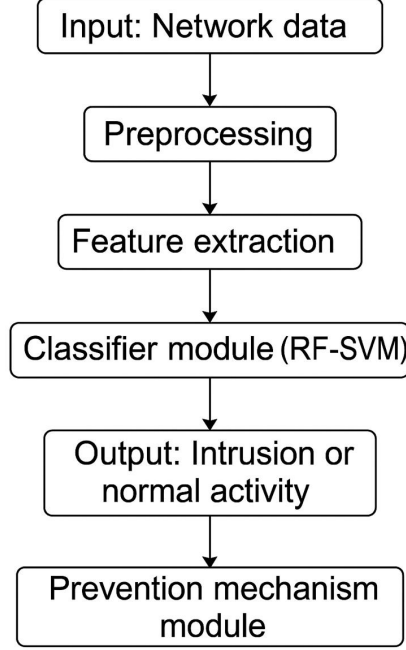 Input: Network data
Preprocessing
Feature extraction
Classifier module (RF-SVM)
Output: Intrusion or
normal activity
Prevention mechanism
module